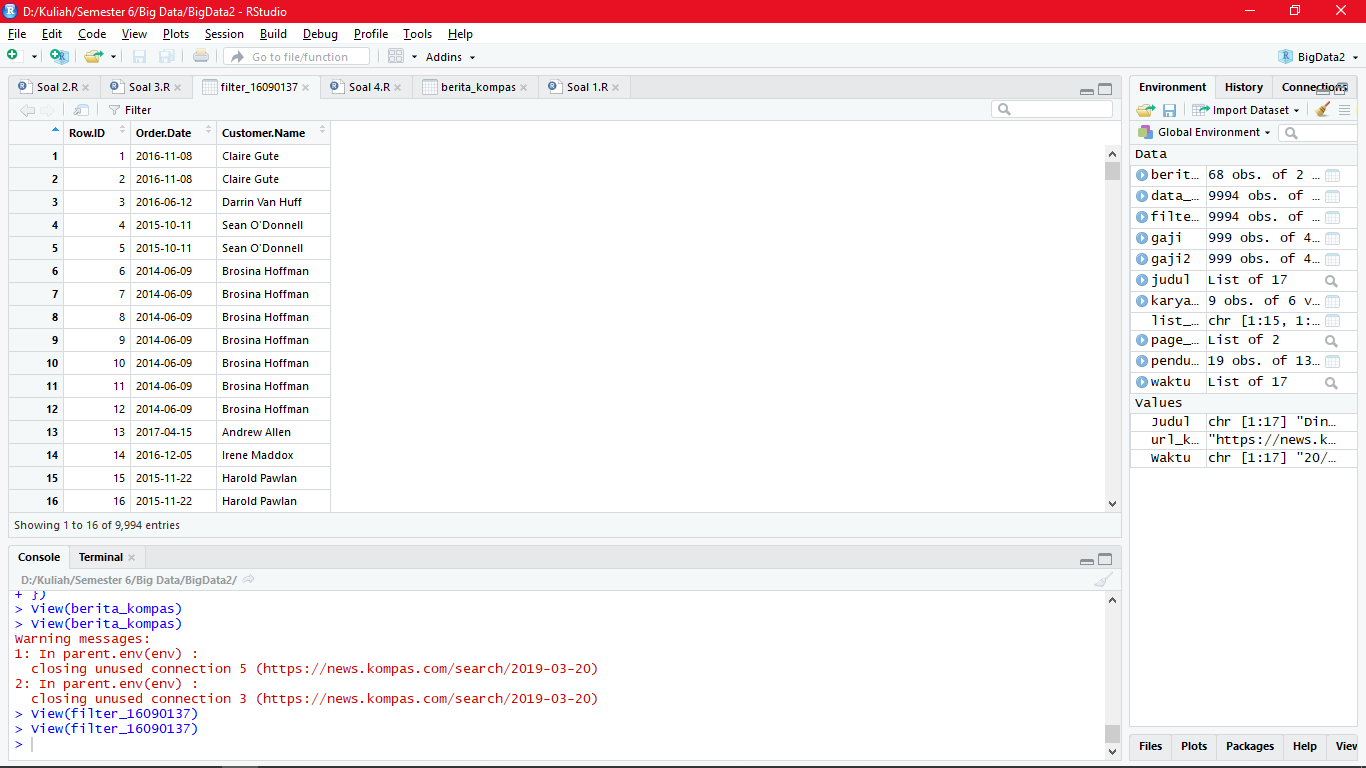 D:/Kuliah/Semester 6/Big Data/BigData2 - RStudio
File Edit Code View Plots Session Build Debug Profile Tools Help
Go to file/function Addins BigData2
Soal 2.R Soal 3.R filter_16090137 Soal 4.R berita_kompas Soal 1.R
Filter
Row.ID Order.Date Customer.Name
1 1 2016-11-08 Claire Gute
2 2 2016-11-08 Claire Gute
3 3 2016-06-12 Darrin Van Huff
4 4 2015-10-11 Sean O'Donnell
5 5 2015-10-11 Sean O'Donnell
6 6 2014-06-09 Brosina Hoffman
7 7 2014-06-09 Brosina Hoffman
8 8 2014-06-09 Brosina Hoffman
9 9 2014-06-09 Brosina Hoffman
10 10 2014-06-09 Brosina Hoffman
11 11 2014-06-09 Brosina Hoffman
12 12 2014-06-09 Brosina Hoffman
13 13 2017-04-15 Andrew Allen
14 14 2016-12-05 Irene Maddox
15 15 2015-11-22 Harold Pawlan
16 16 2015-11-22 Harold Pawlan
Showing 1 to 16 of 9,994 entries
Console Terminal
D:/Kuliah/Semester 6/Big Data/BigData2/
+ })
> View(berita_kompas)
> View(berita_kompas)
Warning messages:
1: In parent.env(env) :
closing unused connection 5 (https://news.kompas.com/search/2019-03-20)
2: In parent.env(env) :
closing unused connection 3 (https://news.kompas.com/search/2019-03-20)
> View(filter_16090137)
> View(filter_16090137)
>
Environment History Connections
Import Dataset
Global Environment
Data
berit… 68 obs. of 2 …
data_… 9994 obs. of …
filte… 9994 obs. of …
gaji 999 obs. of 4…
gaji2 999 obs. of 4…
judul List of 17
karya… 9 obs. of 6 v…
list_… chr [1:15, 1:…
page_… List of 2
pendu… 19 obs. of 13…
waktu List of 17
Values
Judul chr [1:17] "Din…
url_k… "https://news.k…
Waktu chr [1:17] "20/…
Files Plots Packages Help View